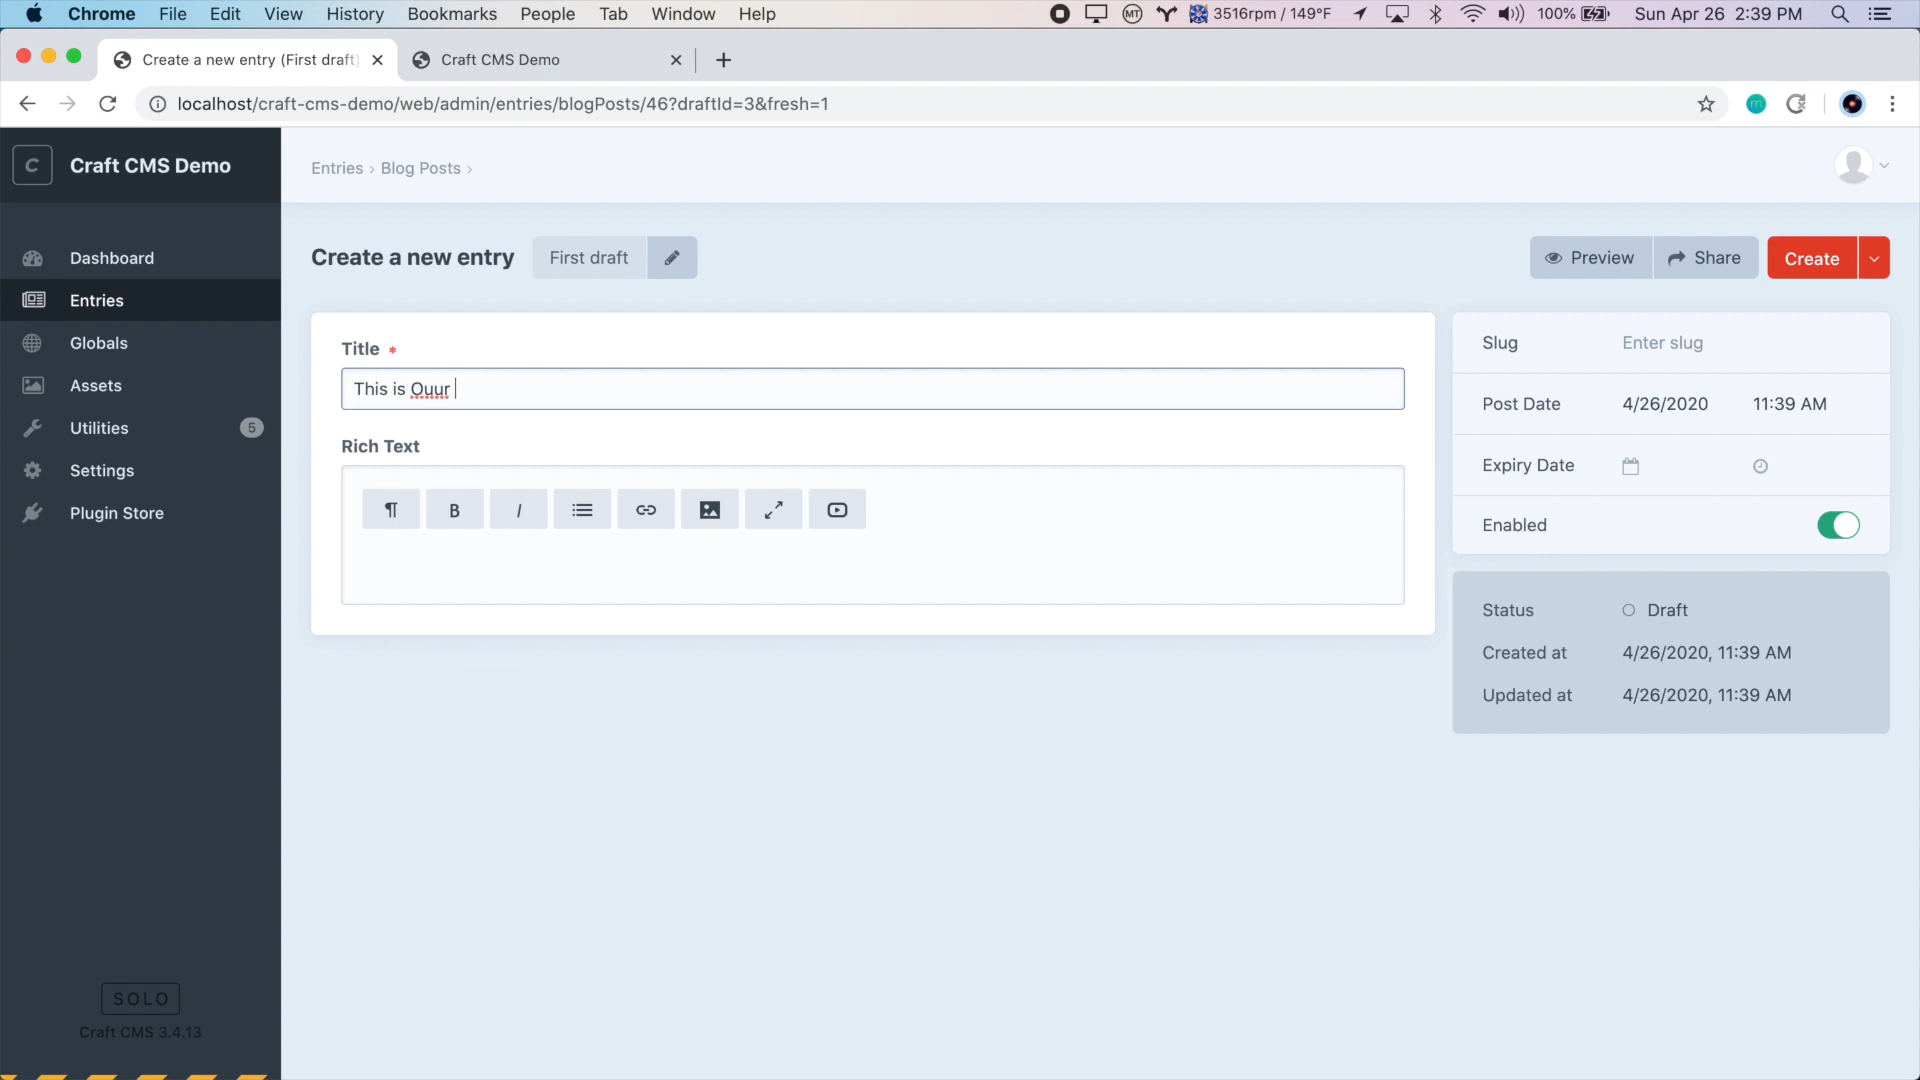 Chrome File Edit View History Bookmarks People Tab Window Help MT 3516rpm / 149°F 100% Sun Apr 26 2:39 PM
Create a new entry (First draft) Craft CMS Demo
localhost/craft-cms-demo/web/admin/entries/blogPosts/46?draftId=3&fresh=1 m
C Craft CMS Demo
Entries › Blog Posts ›
Dashboard
Entries
Globals
Assets
Utilities 5
Settings
Plugin Store
SOLO
Craft CMS 3.4.13
Create a new entry First draft Preview Share Create
Title *
This is Ouur
Rich Text
¶ B I
Slug Enter slug
Post Date 4/26/2020 11:39 AM
Expiry Date
Enabled
Status Draft
Created at 4/26/2020, 11:39 AM
Updated at 4/26/2020, 11:39 AM